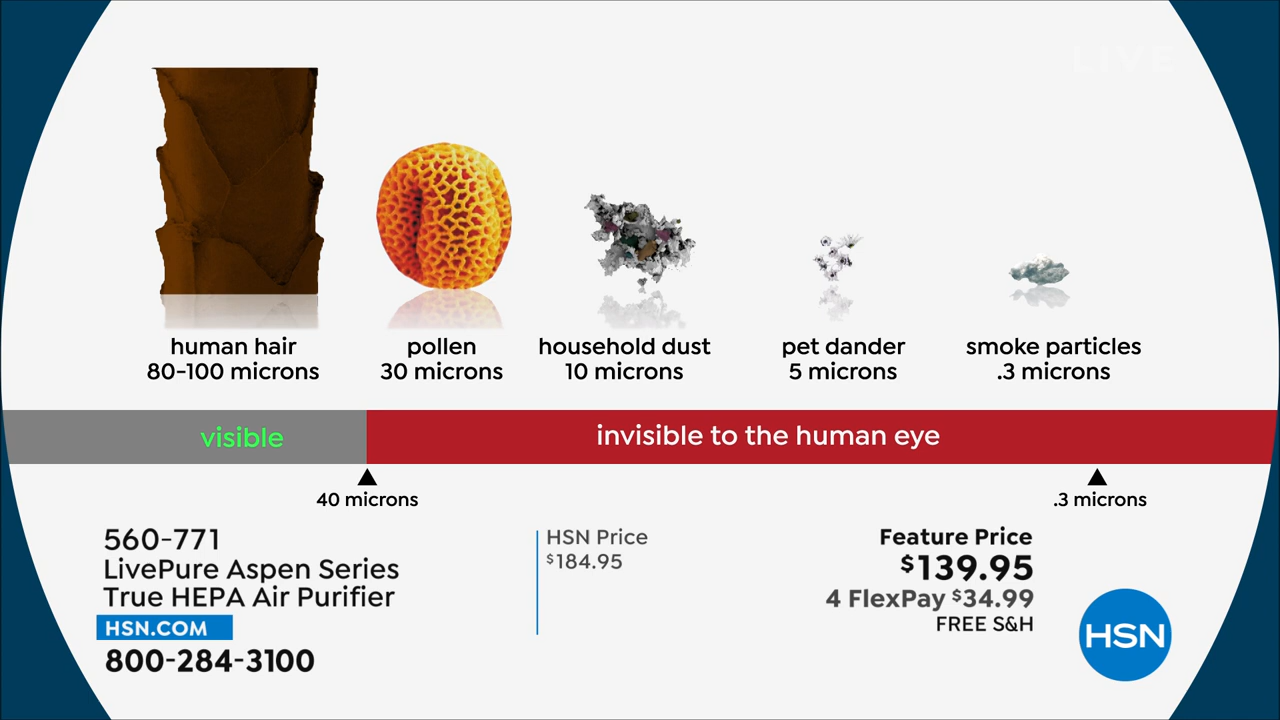 LIVE
human hair
80-100 microns
pollen
30 microns
household dust
10 microns
pet dander
5 microns
smoke particles
.3 microns
visible
invisible to the human eye
40 microns
.3 microns
560-771
LivePure Aspen Series
True HEPA Air Purifier
HSN.COM
800-284-3100
HSN Price
$184.95
Feature Price
$139.95
4 FlexPay $34.99
FREE S&H
HSN